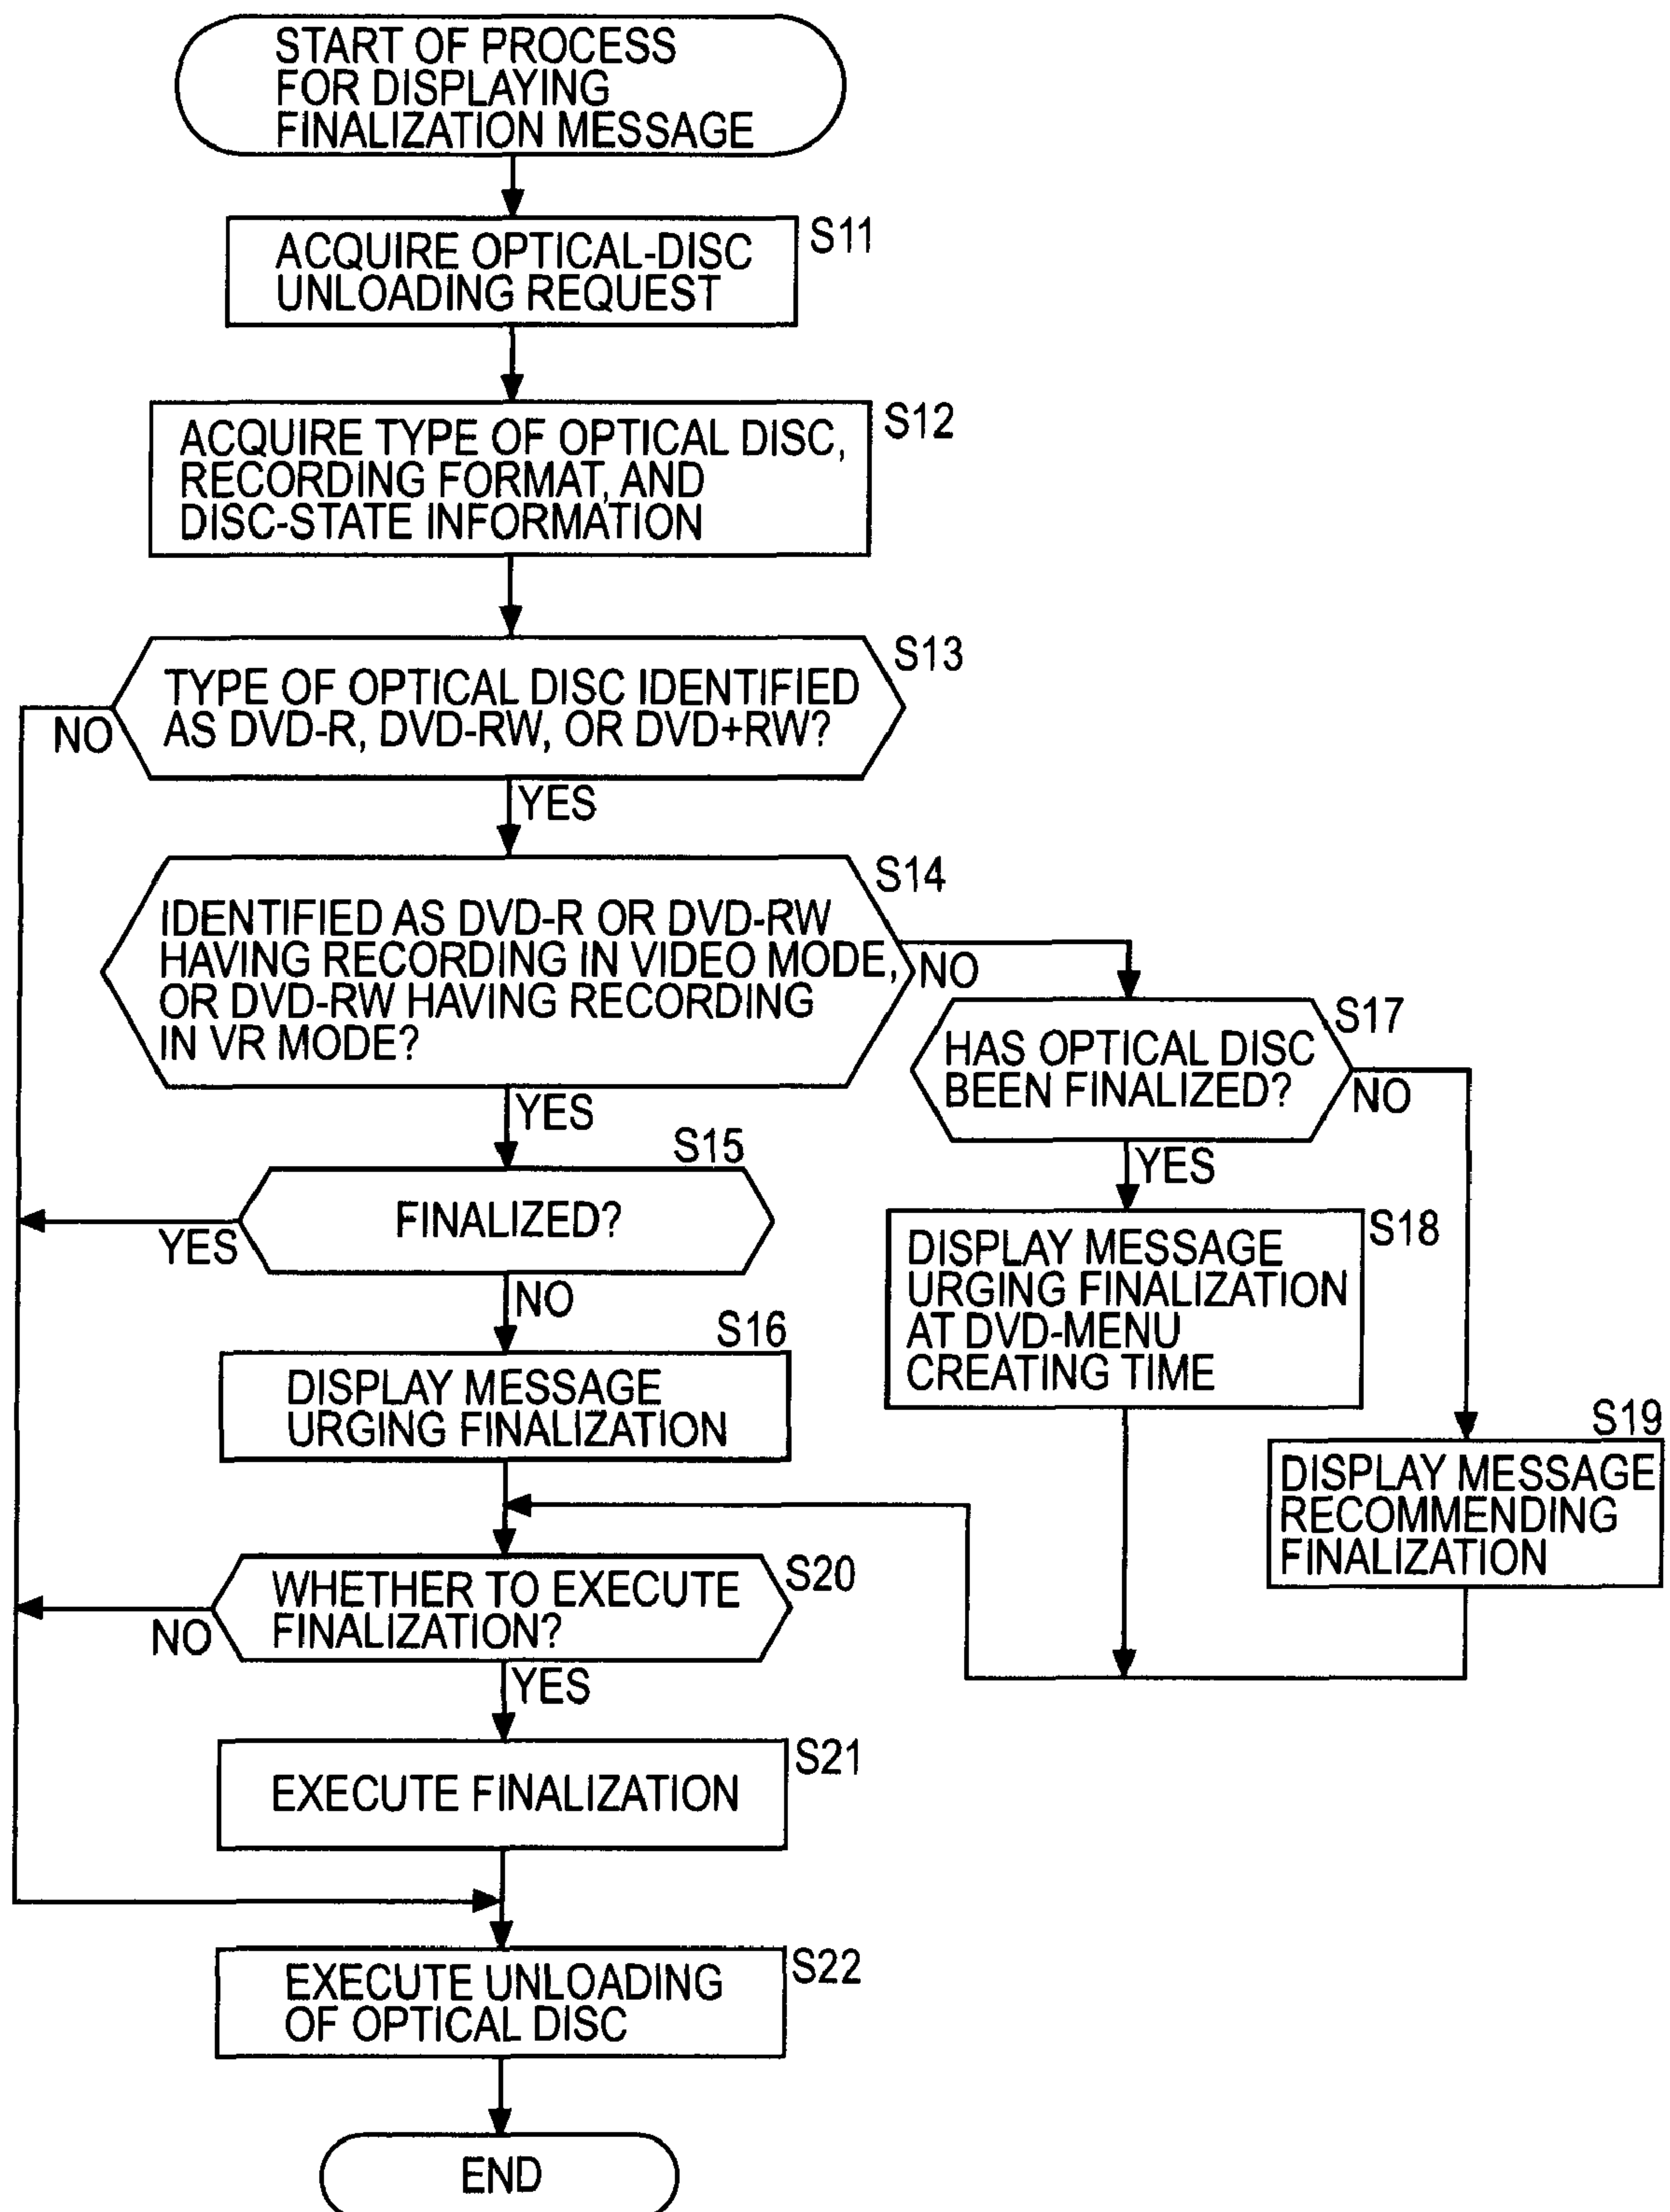 START OF PROCESS
FOR DISPLAYING
FINALIZATION MESSAGE
S11
ACQUIRE OPTICAL-DISC
UNLOADING REQUEST
S12
ACQUIRE TYPE OF OPTICAL DISC,
RECORDING FORMAT, AND
DISC-STATE INFORMATION
S13
TYPE OF OPTICAL DISC IDENTIFIED
AS DVD-R, DVD-RW, OR DVD+RW?
NO
YES
S14
IDENTIFIED AS DVD-R OR DVD-RW
HAVING RECORDING IN VIDEO MODE,
OR DVD-RW HAVING RECORDING
IN VR MODE?
NO
YES
S17
HAS OPTICAL DISC
BEEN FINALIZED?
NO
YES
S15
FINALIZED?
YES
NO
S18
DISPLAY MESSAGE
URGING FINALIZATION
AT DVD-MENU
CREATING TIME
S16
DISPLAY MESSAGE
URGING FINALIZATION
S19
DISPLAY MESSAGE
RECOMMENDING
FINALIZATION
S20
WHETHER TO EXECUTE
FINALIZATION?
NO
YES
S21
EXECUTE FINALIZATION
S22
EXECUTE UNLOADING
OF OPTICAL DISC
END